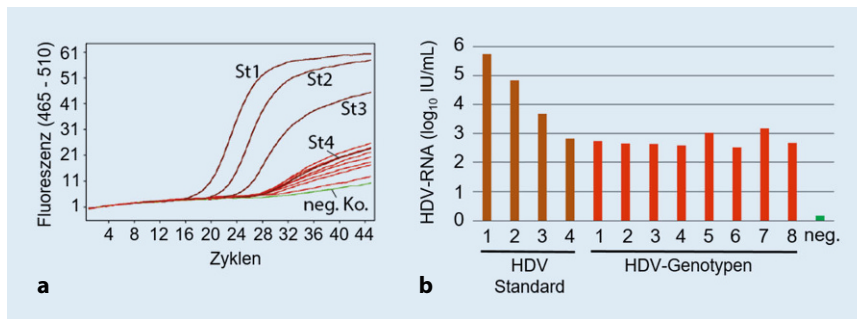 Fluoreszenz (465 - 510)
61
51
41
31
21
11
1
St1
St2
St3
St4
neg. Ko.
4 8 12 16 20 24 28 32 36 40 44
Zyklen
a
HDV-RNA (log10 IU/mL)
6
5
4
3
2
1
0
1 2 3 4 1 2 3 4 5 6 7 8 neg.
HDV
Standard
HDV-Genotypen
b